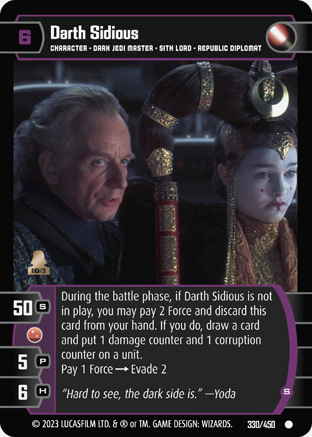 6
Darth Sidious
CHARACTER - DARK JEDI MASTER - SITH LORD - REPUBLIC DIPLOMAT
50 S
During the battle phase, if Darth Sidious is not
in play, you may pay 2 Force and discard this
card from your hand. If you do, draw a card
and put 1 damage counter and 1 corruption
counter on a unit.
5 P
Pay 1 Force → Evade 2
6 H
"Hard to see, the dark side is." —Yoda
S
© 2023 LUCASFILM LTD. & ® or TM. GAME DESIGN: WIZARDS. 330/450